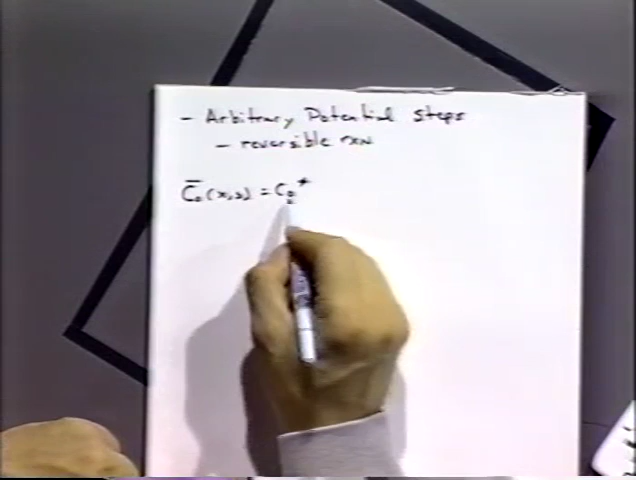 - Arbitrary Potential Steps
- reversible rxn
C̄o(x,s) = Co*